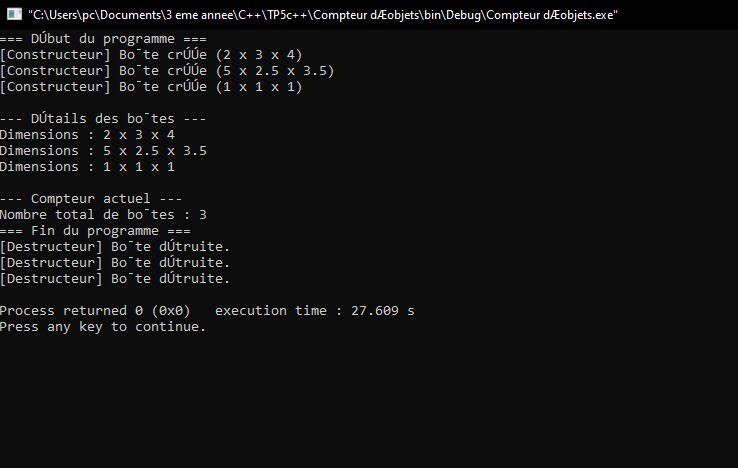 "C:\Users\pc\Documents\3 eme annee\C++\TP5c++\Compteur dÆobjets\bin\Debug\Compteur dÆobjets.exe"
=== DÚbut du programme ===
[Constructeur] Bo¯te crÚÚe (2 x 3 x 4)
[Constructeur] Bo¯te crÚÚe (5 x 2.5 x 3.5)
[Constructeur] Bo¯te crÚÚe (1 x 1 x 1)
--- DÚtails des bo¯tes ---
Dimensions : 2 x 3 x 4
Dimensions : 5 x 2.5 x 3.5
Dimensions : 1 x 1 x 1
--- Compteur actuel ---
Nombre total de bo¯tes : 3
=== Fin du programme ===
[Destructeur] Bo¯te dÚtruite.
[Destructeur] Bo¯te dÚtruite.
[Destructeur] Bo¯te dÚtruite.
Process returned 0 (0x0)   execution time : 27.609 s
Press any key to continue.